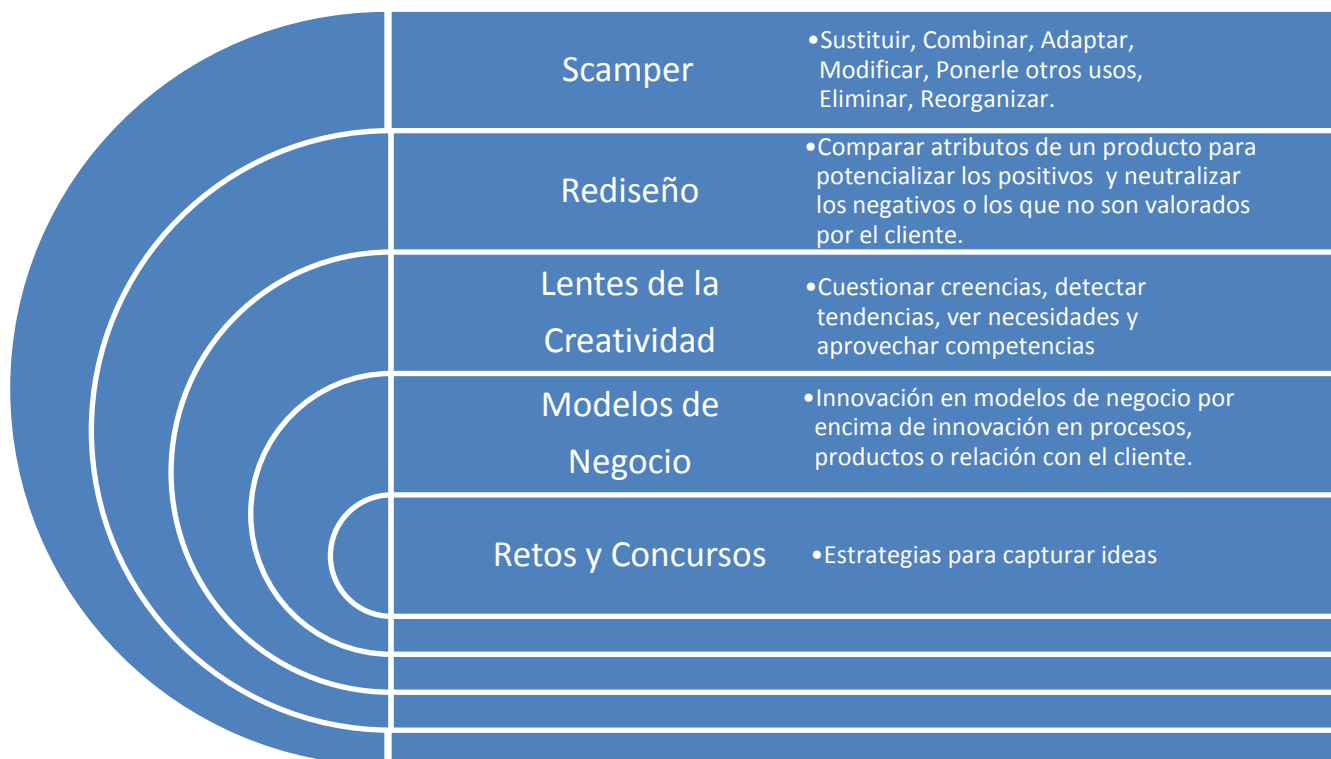 Scamper
•Sustituir, Combinar, Adaptar,
Modificar, Ponerle otros usos,
Eliminar, Reorganizar.
Rediseño
•Comparar atributos de un producto para
potencializar los positivos y neutralizar
los negativos o los que no son valorados
por el cliente.
Lentes de la
Creatividad
•Cuestionar creencias, detectar
tendencias, ver necesidades y
aprovechar competencias
Modelos de
Negocio
•Innovación en modelos de negocio por
encima de innovación en procesos,
productos o relación con el cliente.
Retos y Concursos
•Estrategias para capturar ideas